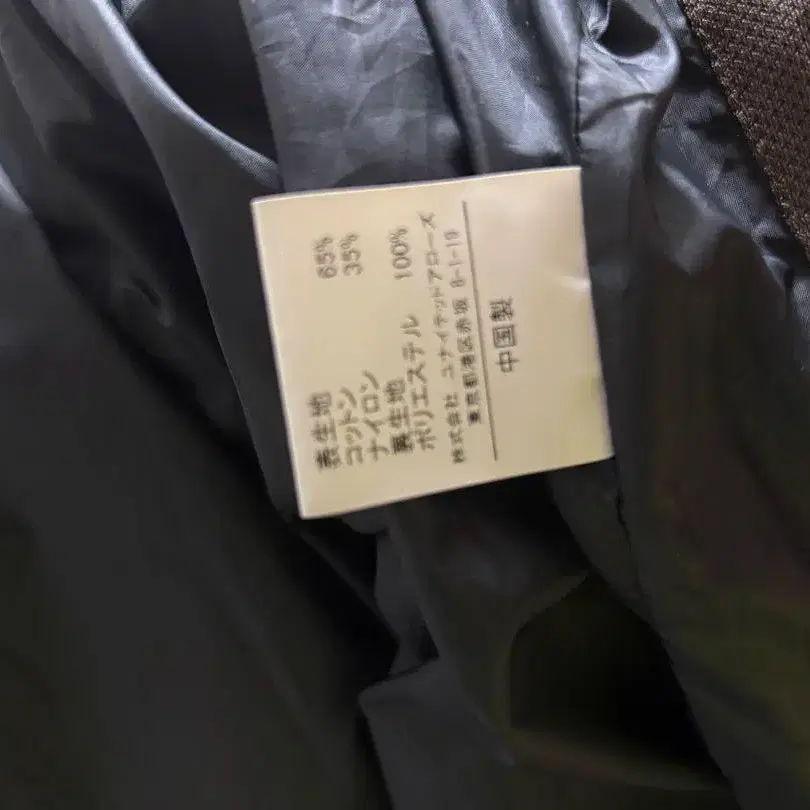 表生地
コットン 65%
ナイロン 35%
裏生地
ポリエステル 100%
株式会社 ユナイテッドアローズ
東京都港区赤坂 8-1-19
中国製